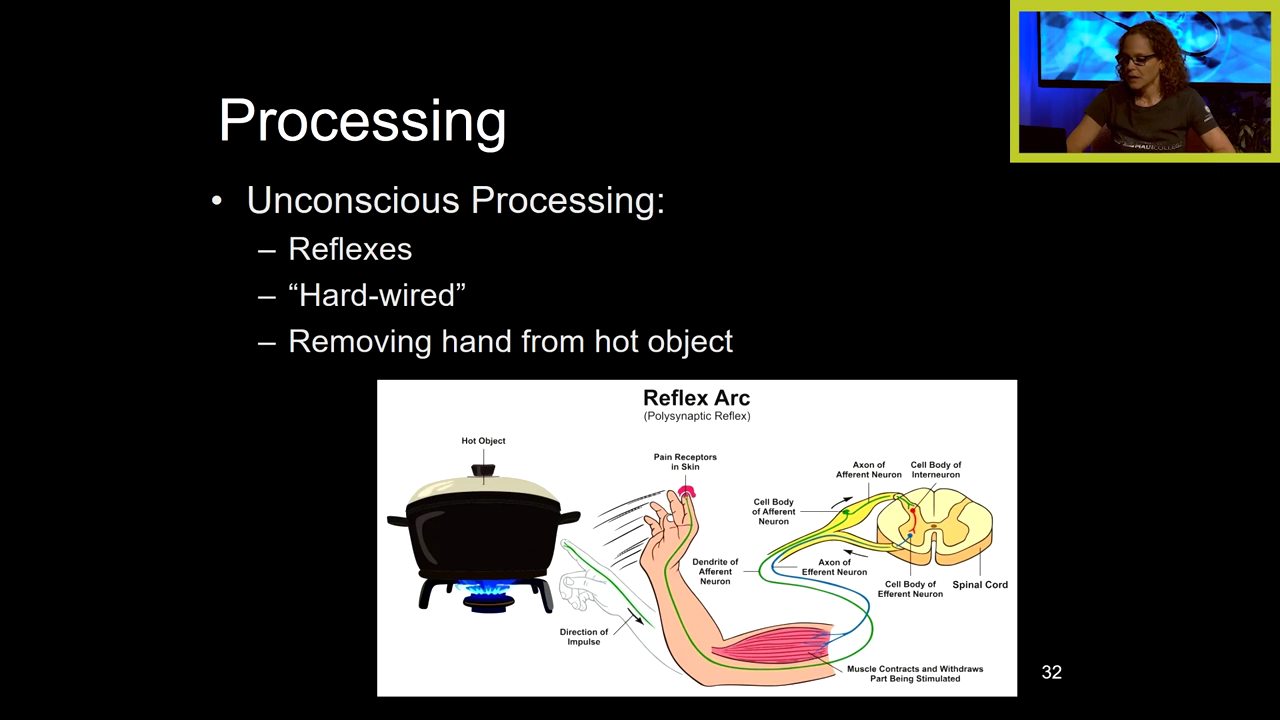 Processing
• Unconscious Processing:
– Reflexes
– “Hard-wired”
– Removing hand from hot object
Reflex Arc
(Polysynaptic Reflex)
Hot Object
Pain Receptors
in Skin
Axon of
Afferent Neuron
Cell Body of
Interneuron
Cell Body
of Afferent
Neuron
Dendrite of
Afferent
Neuron
Axon of
Efferent Neuron
Cell Body of
Efferent Neuron
Spinal Cord
Direction of
Impulse
Muscle Contracts and Withdraws
Part Being Stimulated
32